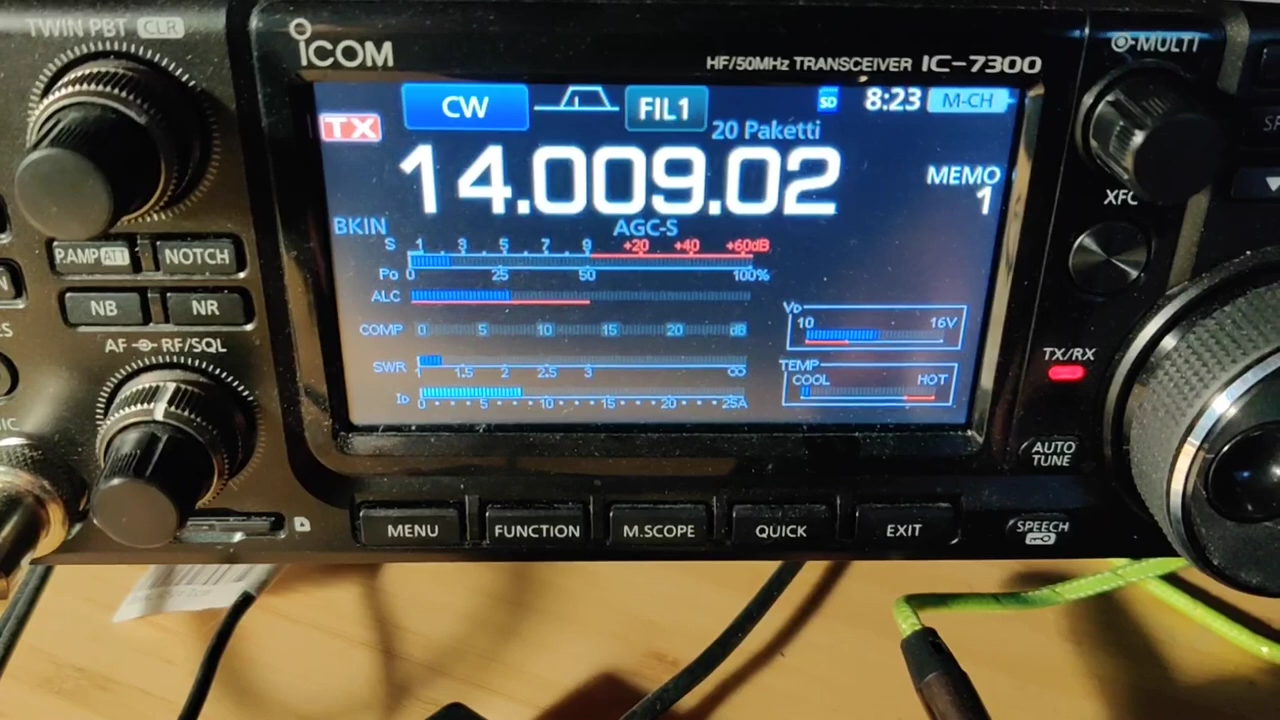 TWIN PBT CLR
ICOM
HF/50MHz TRANSCEIVER IC-7300
MULTI
CW
FIL1
SD
8:23
M-CH
TX
20 Paketti
14.009.02
MEMO
1
BKIN
AGC-S
S 1 3 5 7 9 +20 +40 +60dB
Po 0 25 50 100%
ALC
COMP 0 5 10 15 20 dB
SWR 1 1.5 2 2.5 3 ∞
ID 0 5 10 15 20 25A
VD
10 16V
TEMP
COOL HOT
P.AMP ATT
NOTCH
NB
NR
AF RF/SQL
XFC
TX/RX
AUTO
TUNE
MENU
FUNCTION
M.SCOPE
QUICK
EXIT
SPEECH